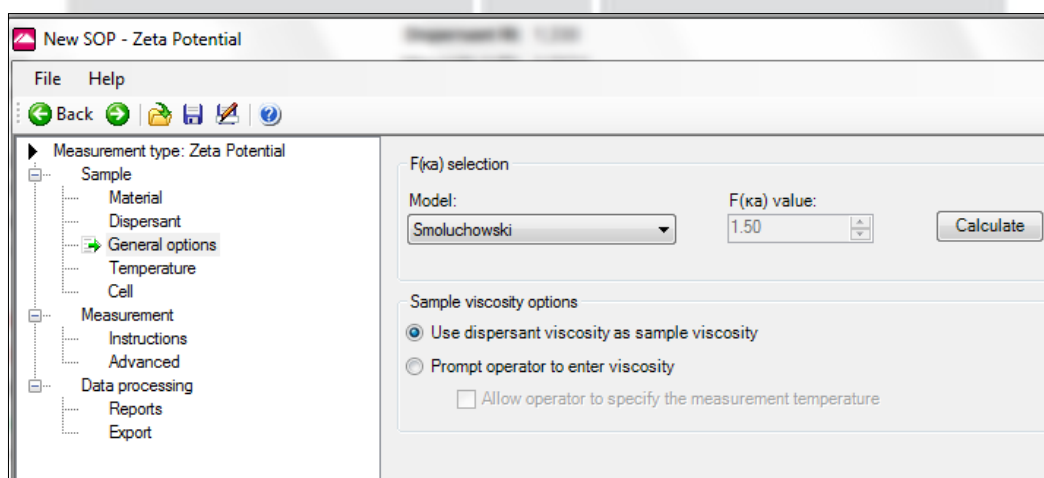 New SOP - Zeta Potential
File Help
Back
Measurement type: Zeta Potential
Sample
Material
Dispersant
General options
Temperature
Cell
Measurement
Instructions
Advanced
Data processing
Reports
Export
F(κa) selection
Model:
F(κa) value:
Smoluchowski
1.50
Calculate
Sample viscosity options
Use dispersant viscosity as sample viscosity
Prompt operator to enter viscosity
Allow operator to specify the measurement temperature